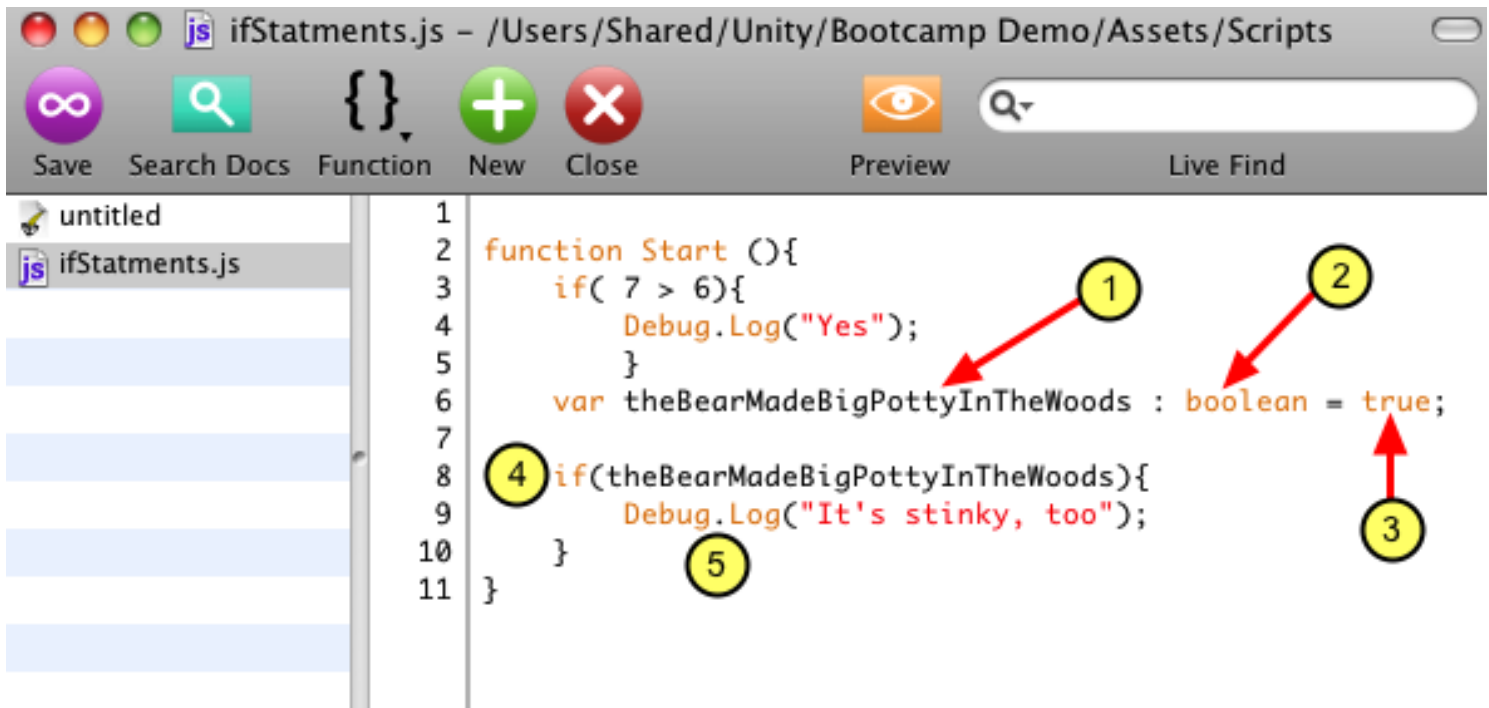 ifStatments.js – /Users/Shared/Unity/Bootcamp Demo/Assets/Scripts
Save Search Docs Function New Close Preview Live Find
untitled
ifStatments.js
1
2 function Start (){
3 if( 7 > 6){ 1 2
4 Debug.Log("Yes");
5 }
6 var theBearMadeBigPottyInTheWoods : boolean = true;
7
8 4 if(theBearMadeBigPottyInTheWoods){
9 Debug.Log("It's stinky, too"); 3
10 } 5
11 }